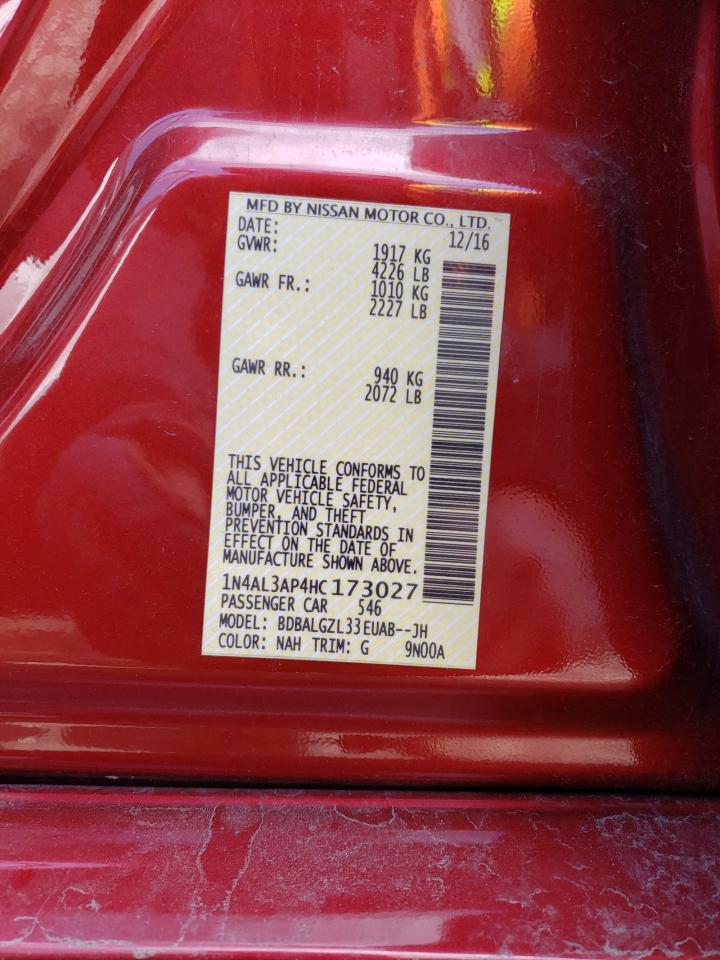 MFD BY NISSAN MOTOR CO., LTD.
DATE: 12/16
GVWR: 1917 KG
4226 LB
GAWR FR.: 1010 KG
2227 LB
GAWR RR.: 940 KG
2072 LB
THIS VEHICLE CONFORMS TO
ALL APPLICABLE FEDERAL
MOTOR VEHICLE SAFETY,
BUMPER, AND THEFT
PREVENTION STANDARDS IN
EFFECT ON THE DATE OF
MANUFACTURE SHOWN ABOVE.
1N4AL3AP4HC173027
PASSENGER CAR 546
MODEL: BDBALGZL33EUAB--JH
COLOR: NAH TRIM: G 9N00A